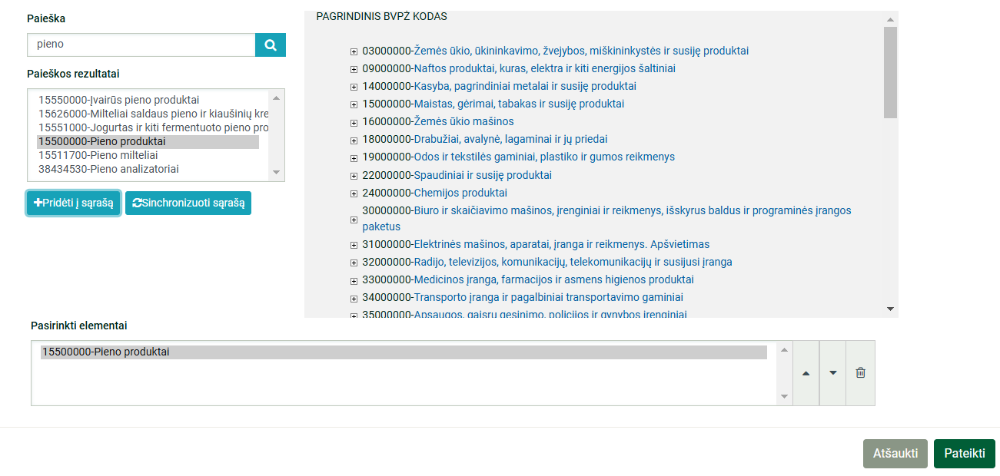 Paieška
pieno
Paieškos rezultatai
15550000-Įvairūs pieno produktai
15626000-Milteliai saldaus pieno ir kiaušinių kre
15551000-Jogurtas ir kiti fermentuoto pieno pro
15500000-Pieno produktai
15511700-Pieno milteliai
38434530-Pieno analizatoriai
Pridėti į sąrašą
Sinchronizuoti sąrašą
PAGRINDINIS BVPŽ KODAS
03000000-Žemės ūkio, ūkininkavimo, žvejybos, miškininkystės ir susiję produktai
09000000-Naftos produktai, kuras, elektra ir kiti energijos šaltiniai
14000000-Kasyba, pagrindiniai metalai ir susiję produktai
15000000-Maistas, gėrimai, tabakas ir susiję produktai
16000000-Žemės ūkio mašinos
18000000-Drabužiai, avalynė, lagaminai ir jų priedai
19000000-Odos ir tekstilės gaminiai, plastiko ir gumos reikmenys
22000000-Spaudiniai ir susiję produktai
24000000-Chemijos produktai
30000000-Biuro ir skaičiavimo mašinos, įrenginiai ir reikmenys, išskyrus baldus ir programinės įrangos
paketus
31000000-Elektrinės mašinos, aparatai, įranga ir reikmenys. Apšvietimas
32000000-Radijo, televizijos, komunikacijų, telekomunikacijų ir susijusi įranga
33000000-Medicinos įranga, farmacijos ir asmens higienos produktai
34000000-Transporto įranga ir pagalbiniai transportavimo gaminiai
35000000-Apsaugos, gaisrų gesinimo, policijos ir gynybos įrenginiai
Pasirinkti elementai
15500000-Pieno produktai
Atšaukti
Pateikti